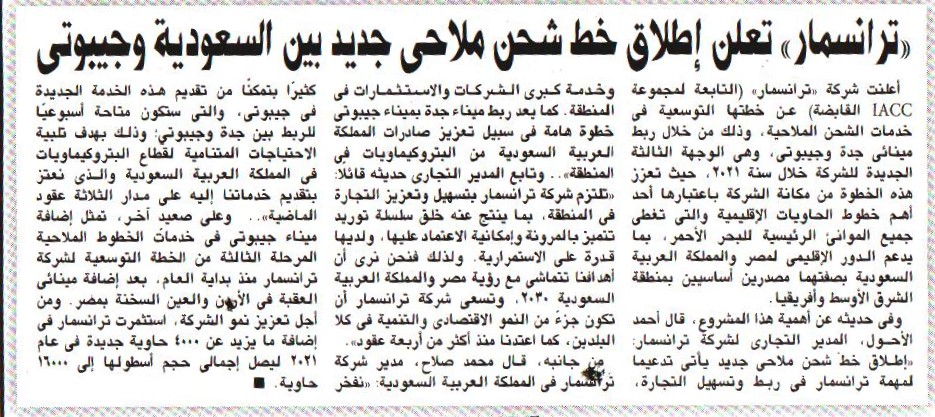 «ترانسمار» تعلن إطلاق خط شحن ملاحى جديد بين السعودية وجيبوتى
أعلنت شركة «ترانسمار» (التابعة لمجموعة
IACC القابضة) عن خطتها التوسعية فى
خدمات الشحن الملاحية، وذلك من خلال ربط
مينائى جدة وجيبوتى، وهى الوجهة الثالثة
الجديدة للشركة خلال سنة ٢٠٢١، حيث تعزز
هذه الخطوة من مكانة الشركة باعتبارها أحد
أهم خطوط الحاويات الإقليمية والتى تغطى
جميع الموانئ الرئيسية للبحر الأحمر، بما
يدعم الدور الإقليمى لمصر والمملكة العربية
السعودية بصفتهما مصدرين أساسيين بمنطقة
الشرق الأوسط وأفريقيا.
وفى حديثه عن أهمية هذا المشروع، قال أحمد
الأحول، المدير التجارى لشركة ترانسمار:
«إطلاق خط شحن ملاحى جديد يأتى تدعيما
لمهمة ترانسمار فى ربط وتسهيل التجارة،
وخدمة كبرى الشركات والاستثمارات فى
المنطقة. كما يعد ربط ميناء جدة بميناء جيبوتى
خطوة هامة فى سبيل تعزيز صادرات المملكة
العربية السعودية من البتروكيماويات فى
المنطقة».. وتابع المدير التجارى حديثه قائلا:
«تلتزم شركة ترانسمار بتسهيل وتعزيز التجارة
فى المنطقة، بما ينتج عنه خلق سلسلة توريد
تتميز بالمرونة وإمكانية الاعتماد عليها، ولديها
قدرة على الاستمرارية. ولذلك فنحن نرى أن
أهدافنا تتماشى مع رؤية مصر والمملكة العربية
السعودية ٢٠٣٠، وتسعى شركة ترانسمار أن
تكون جزءً من النمو الاقتصادى والتنمية فى كلا
البلدين، كما اعتدنا منذ أكثر من أربعة عقود».
من جانبه، قال محمد صلاح، مدير شركة
ترانسمار فى المملكة العربية السعودية: «نفخر
كثيرًا بتمكنًا من تقديم هذه الخدمة الجديدة
فى جيبوتى، والتى ستكون متاحة أسبوعيا
للربط بين جدة وجيبوتى؛ وذلك بهدف تلبية
الاحتياجات المتنامية لقطاع البتروكيماويات
فى المملكة العربية السعودية والذى نعتز
بتقديم خدماتنا إليه على مدار الثلاثة عقود
الماضية».. وعلى صعيد آخر، تمثل إضافة
ميناء جيبوتى فى خدمات الخطوط الملاحية
المرحلة الثالثة من الخطة التوسعية لشركة
ترانسمار منذ بداية العام، بعد إضافة مينائى
العقبة فى الأردن والعين السخنة بمصر. ومن
أجل تعزيز نمو الشركة، استثمرت ترانسمار فى
إضافة ما يزيد عن ٤٠٠٠ حاوية جديدة فى عام
٢٠٢١ ليصل إجمالى حجم أسطولها إلى ١٦٠٠٠
حاوية. ■